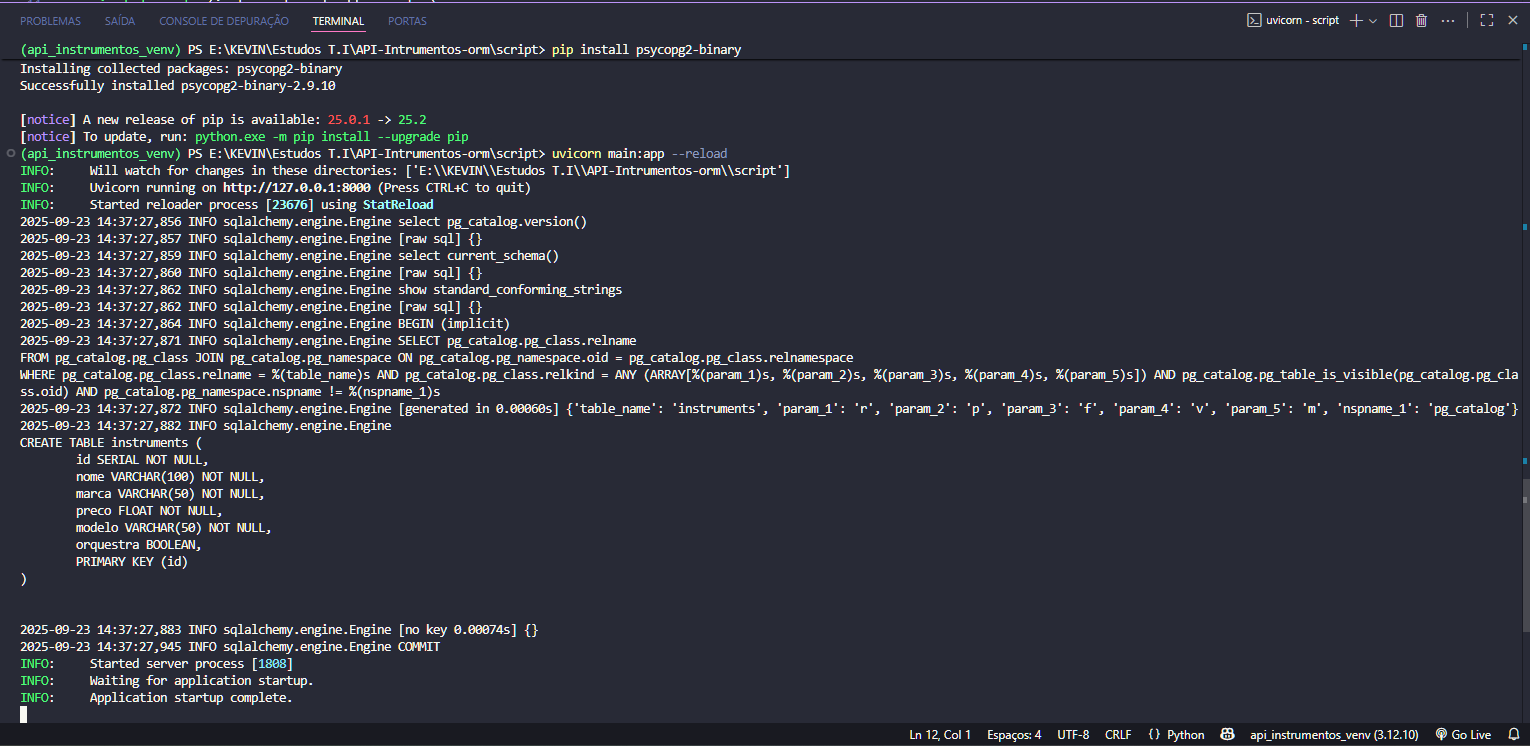 PROBLEMAS SAÍDA CONSOLE DE DEPURAÇÃO TERMINAL PORTAS uvicorn - script
(api_instrumentos_venv) PS E:\KEVIN\Estudos T.I\API-Intrumentos-orm\script> pip install psycopg2-binary
Installing collected packages: psycopg2-binary
Successfully installed psycopg2-binary-2.9.10
[notice] A new release of pip is available: 25.0.1 -> 25.2
[notice] To update, run: python.exe -m pip install --upgrade pip
(api_instrumentos_venv) PS E:\KEVIN\Estudos T.I\API-Intrumentos-orm\script> uvicorn main:app --reload
INFO:     Will watch for changes in these directories: ['E:\\KEVIN\\Estudos T.I\\API-Intrumentos-orm\\script']
INFO:     Uvicorn running on http://127.0.0.1:8000 (Press CTRL+C to quit)
INFO:     Started reloader process [23676] using StatReload
2025-09-23 14:37:27,856 INFO sqlalchemy.engine.Engine select pg_catalog.version()
2025-09-23 14:37:27,857 INFO sqlalchemy.engine.Engine [raw sql] {}
2025-09-23 14:37:27,859 INFO sqlalchemy.engine.Engine select current_schema()
2025-09-23 14:37:27,860 INFO sqlalchemy.engine.Engine [raw sql] {}
2025-09-23 14:37:27,862 INFO sqlalchemy.engine.Engine show standard_conforming_strings
2025-09-23 14:37:27,862 INFO sqlalchemy.engine.Engine [raw sql] {}
2025-09-23 14:37:27,864 INFO sqlalchemy.engine.Engine BEGIN (implicit)
2025-09-23 14:37:27,871 INFO sqlalchemy.engine.Engine SELECT pg_catalog.pg_class.relname
FROM pg_catalog.pg_class JOIN pg_catalog.pg_namespace ON pg_catalog.pg_namespace.oid = pg_catalog.pg_class.relnamespace
WHERE pg_catalog.pg_class.relname = %(table_name)s AND pg_catalog.pg_class.relkind = ANY (ARRAY[%(param_1)s, %(param_2)s, %(param_3)s, %(param_4)s, %(param_5)s]) AND pg_catalog.pg_table_is_visible(pg_catalog.pg_cla
ss.oid) AND pg_catalog.pg_namespace.nspname != %(nspname_1)s
2025-09-23 14:37:27,872 INFO sqlalchemy.engine.Engine [generated in 0.00060s] {'table_name': 'instruments', 'param_1': 'r', 'param_2': 'p', 'param_3': 'f', 'param_4': 'v', 'param_5': 'm', 'nspname_1': 'pg_catalog'}
2025-09-23 14:37:27,882 INFO sqlalchemy.engine.Engine
CREATE TABLE instruments (
        id SERIAL NOT NULL,
        nome VARCHAR(100) NOT NULL,
        marca VARCHAR(50) NOT NULL,
        preco FLOAT NOT NULL,
        modelo VARCHAR(50) NOT NULL,
        orquestra BOOLEAN,
        PRIMARY KEY (id)
)
2025-09-23 14:37:27,883 INFO sqlalchemy.engine.Engine [no key 0.00074s] {}
2025-09-23 14:37:27,945 INFO sqlalchemy.engine.Engine COMMIT
INFO:     Started server process [1808]
INFO:     Waiting for application startup.
INFO:     Application startup complete.
Ln 12, Col 1 Espaços: 4 UTF-8 CRLF {} Python api_instrumentos_venv (3.12.10) Go Live